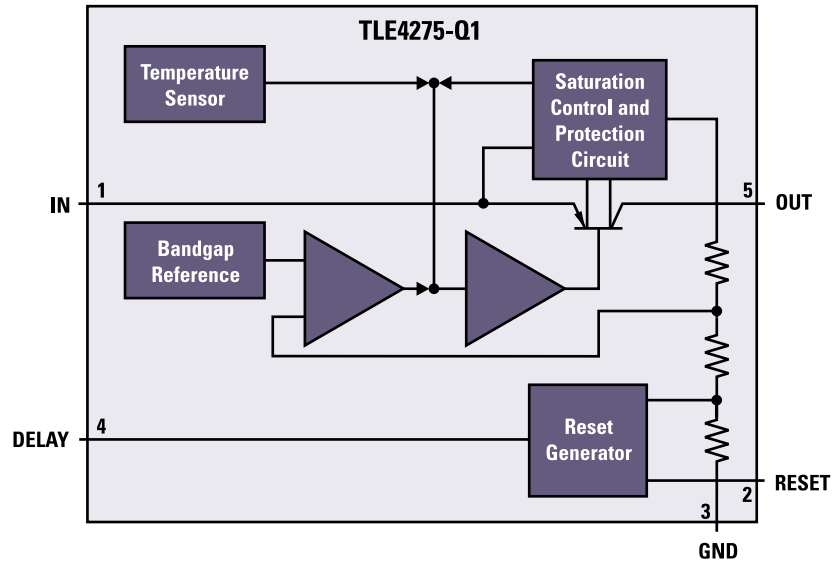 TLE4275-Q1
Temperature
Sensor
Saturation
Control and
Protection
Circuit
1
5
IN
OUT
Bandgap
Reference
4
DELAY
Reset
Generator
2
RESET
3
GND